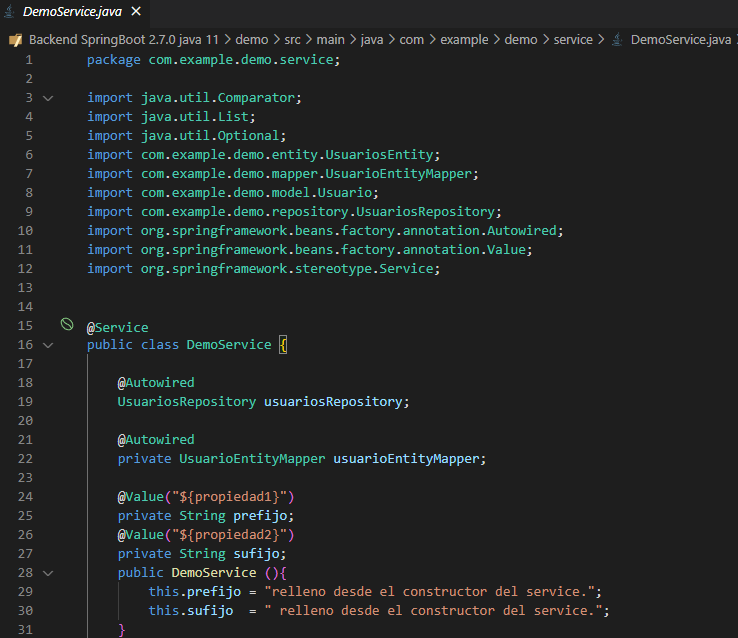 DemoService.java ×
Backend SpringBoot 2.7.0 java 11 > demo > src > main > java > com > example > demo > service > DemoService.java
1 package com.example.demo.service;
2
3 import java.util.Comparator;
4 import java.util.List;
5 import java.util.Optional;
6 import com.example.demo.entity.UsuariosEntity;
7 import com.example.demo.mapper.UsuarioEntityMapper;
8 import com.example.demo.model.Usuario;
9 import com.example.demo.repository.UsuariosRepository;
10 import org.springframework.beans.factory.annotation.Autowired;
11 import org.springframework.beans.factory.annotation.Value;
12 import org.springframework.stereotype.Service;
13
14
15 @Service
16 public class DemoService {
17
18     @Autowired
19     UsuariosRepository usuariosRepository;
20
21     @Autowired
22     private UsuarioEntityMapper usuarioEntityMapper;
23
24     @Value("${propiedad1}")
25     private String prefijo;
26     @Value("${propiedad2}")
27     private String sufijo;
28     public DemoService (){
29         this.prefijo = "relleno desde el constructor del service.";
30         this.sufijo  = " relleno desde el constructor del service.";
31     }